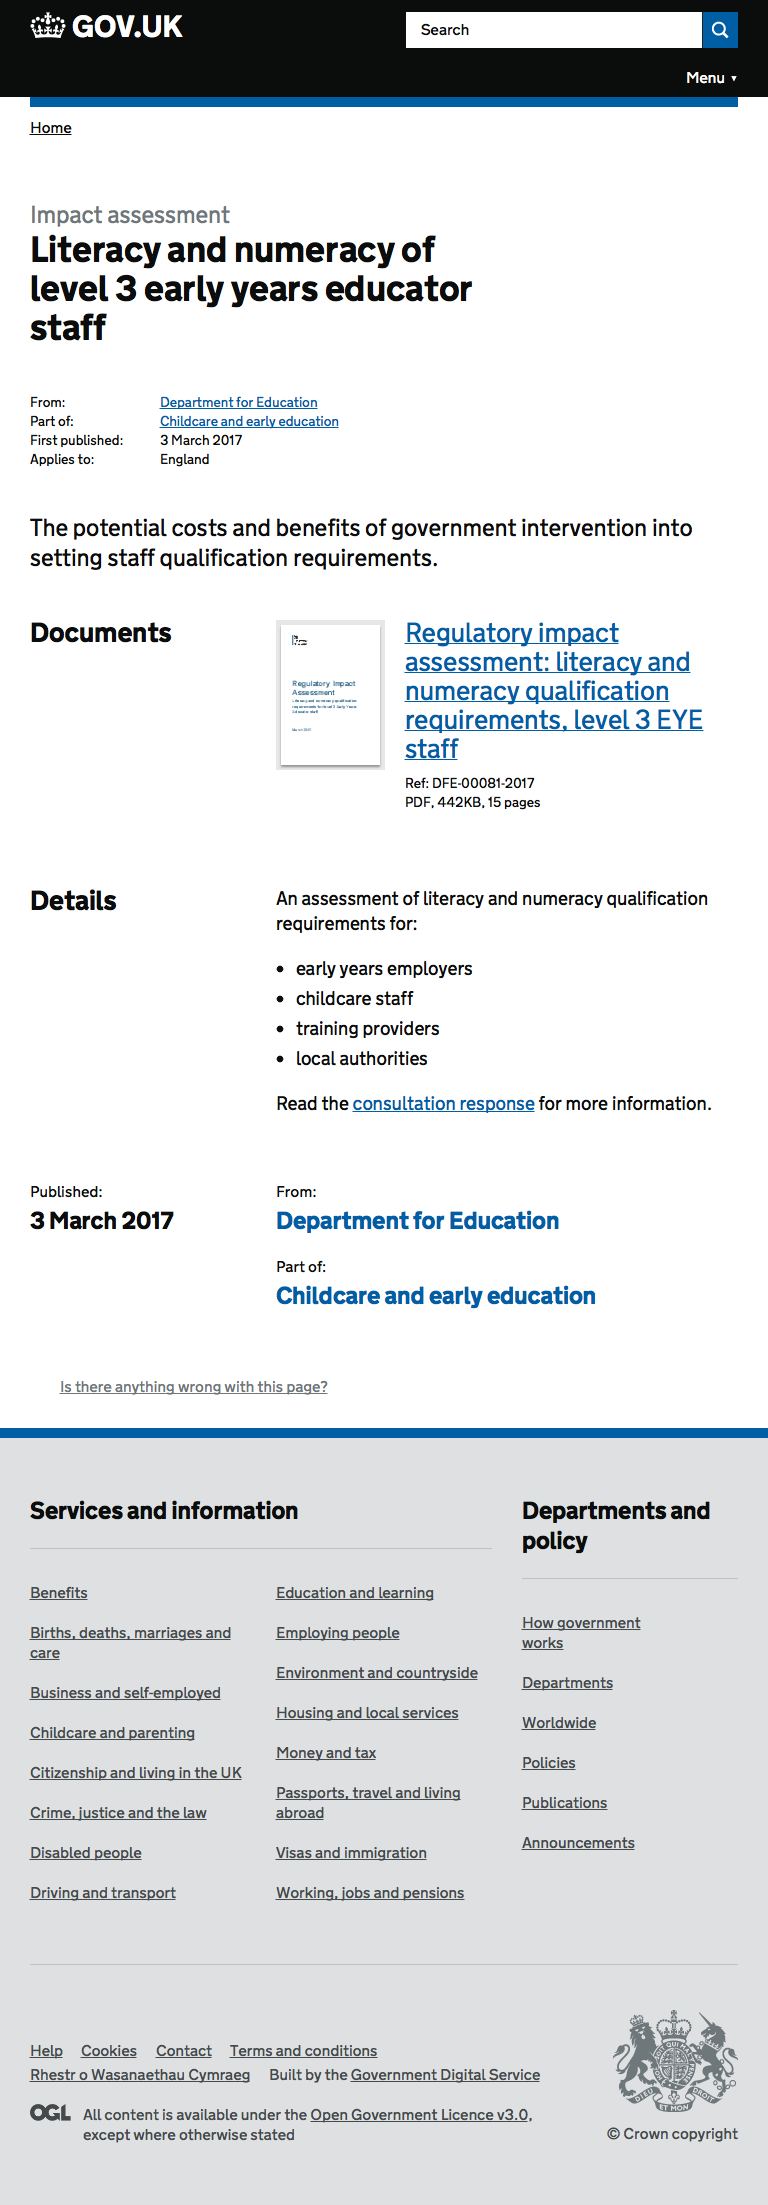 GOV.UK
Search
Menu ▼
Home
Impact assessment
Literacy and numeracy of
level 3 early years educator
staff
From: Department for Education
Part of: Childcare and early education
First published: 3 March 2017
Applies to: England
The potential costs and benefits of government intervention into
setting staff qualification requirements.
Documents
Regulatory Impact
Assessment
March 2017
Regulatory impact
assessment: literacy and
numeracy qualification
requirements, level 3 EYE
staff
Ref: DFE-00081-2017
PDF, 442KB, 15 pages
Details
An assessment of literacy and numeracy qualification
requirements for:
• early years employers
• childcare staff
• training providers
• local authorities
Read the consultation response for more information.
Published:
3 March 2017
From:
Department for Education
Part of:
Childcare and early education
Is there anything wrong with this page?
Services and information
Benefits
Births, deaths, marriages and
care
Business and self-employed
Childcare and parenting
Citizenship and living in the UK
Crime, justice and the law
Disabled people
Driving and transport
Education and learning
Employing people
Environment and countryside
Housing and local services
Money and tax
Passports, travel and living
abroad
Visas and immigration
Working, jobs and pensions
Departments and
policy
How government
works
Departments
Worldwide
Policies
Publications
Announcements
Help Cookies Contact Terms and conditions
Rhestr o Wasanaethau Cymraeg Built by the Government Digital Service
OGL All content is available under the Open Government Licence v3.0,
except where otherwise stated
DIEU ET MON DROIT
© Crown copyright